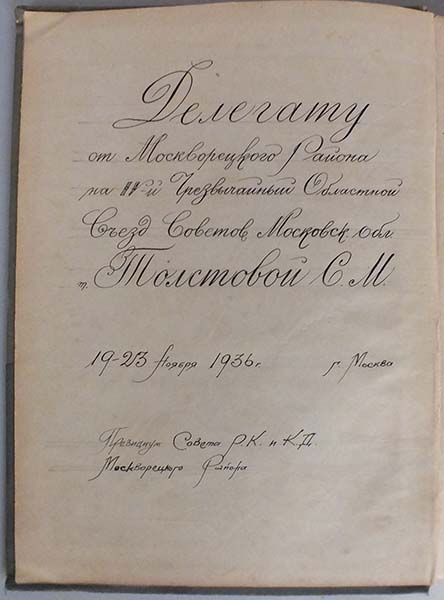 Делегату
от Москворецкого Района
на IV-й Чрезвычайный Областной
Съезд Советов Московск. обл.
т. Толстовой С. М.
19-23 Ноября 1936 г. г. Москва
Президиум Совета Р.К. и К.Д.
Москворецкого Района